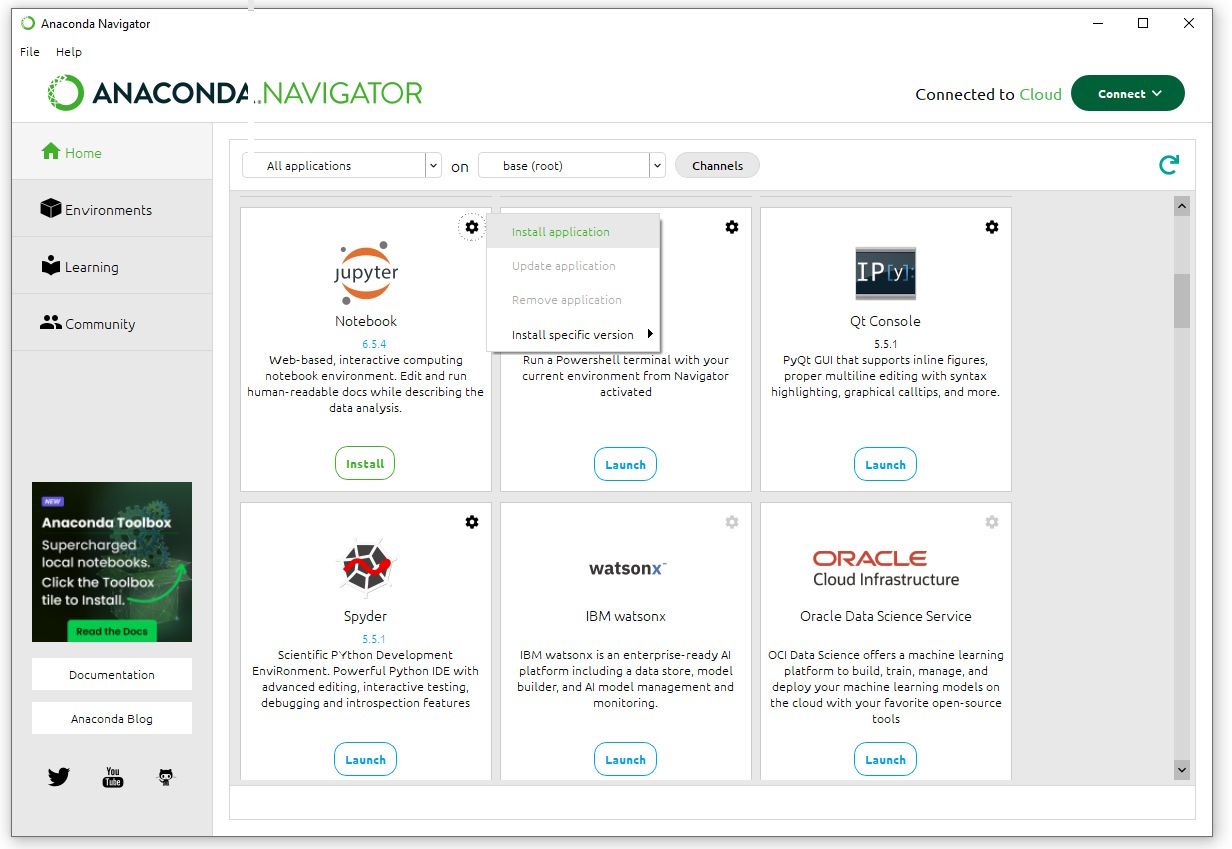 Anaconda Navigator
File Help
ANACONDA.NAVIGATOR
Connected to Cloud
Connect
Home
Environments
Learning
Community
All applications
on
base (root)
Channels
Install application
Update application
Remove application
Install specific version
jupyter
Notebook
6.5.4
Web-based, interactive computing
notebook environment. Edit and run
human-readable docs while describing the
data analysis.
Install
Run a Powershell terminal with your
current environment from Navigator
activated
Launch
IP[y]:
Qt Console
5.5.1
PyQt GUI that supports inline figures,
proper multiline editing with syntax
highlighting, graphical calltips, and more.
Launch
Spyder
5.5.1
Scientific PYthon Development
EnviRonment. Powerful Python IDE with
advanced editing, interactive testing,
debugging and introspection features
Launch
watsonx™
IBM watsonx
IBM watsonx is an enterprise-ready AI
platform including a data store, model
builder, and AI model management and
monitoring.
Launch
ORACLE
Cloud Infrastructure
Oracle Data Science Service
OCI Data Science offers a machine learning
platform to build, train, manage, and
deploy your machine learning models on
the cloud with your favorite open-source
tools
Launch
NEW
Anaconda Toolbox
Supercharged
local notebooks.
Click the Toolbox
tile to Install.
Read the Docs
Documentation
Anaconda Blog
You
Tube